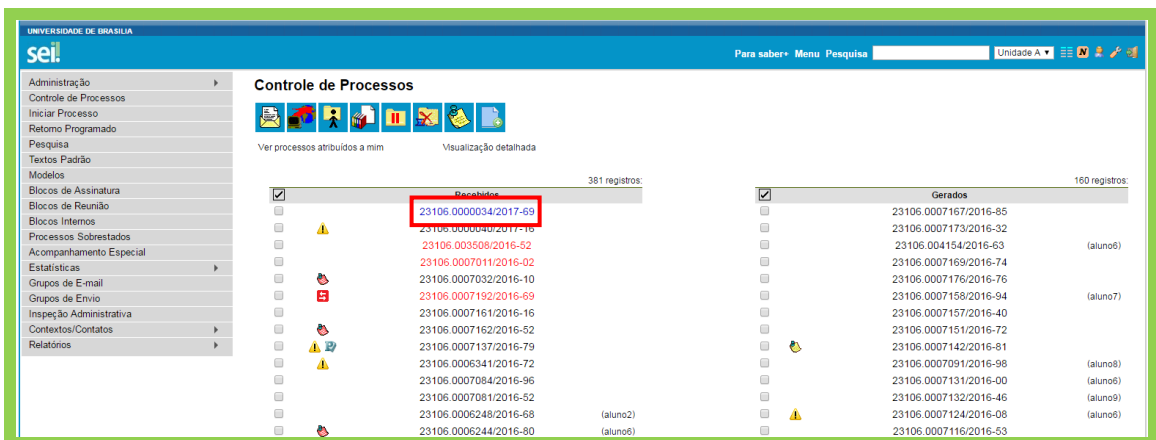 UNIVERSIDADE DE BRASILIA
sei!
Para saber+ Menu Pesquisa Unidade A
Administração
Controle de Processos
Iniciar Processo
Retorno Programado
Pesquisa
Textos Padrão
Modelos
Blocos de Assinatura
Blocos de Reunião
Blocos Internos
Processos Sobrestados
Acompanhamento Especial
Estatísticas
Grupos de E-mail
Grupos de Envio
Inspeção Administrativa
Contextos/Contatos
Relatórios
Controle de Processos
Ver processos atribuídos a mim Visualização detalhada
381 registros:
Recebidos
23106.0000034/2017-69
23106.0000040/2017-16
23106.003508/2016-52
23106.0007011/2016-02
23106.0007032/2016-10
23106.0007192/2016-69
23106.0007161/2016-16
23106.0007162/2016-52
23106.0007137/2016-79
23106.0006341/2016-72
23106.0007084/2016-96
23106.0007081/2016-52
23106.0006248/2016-68 (aluno2)
23106.0006244/2016-80 (aluno6)
160 registros:
Gerados
23106.0007167/2016-85
23106.0007173/2016-32
23106.004154/2016-63 (aluno6)
23106.0007169/2016-74
23106.0007176/2016-76
23106.0007158/2016-94 (aluno7)
23106.0007157/2016-40
23106.0007151/2016-72
23106.0007142/2016-81
23106.0007091/2016-98 (aluno8)
23106.0007131/2016-00 (aluno6)
23106.0007132/2016-46 (aluno9)
23106.0007124/2016-08 (aluno6)
23106.0007116/2016-53